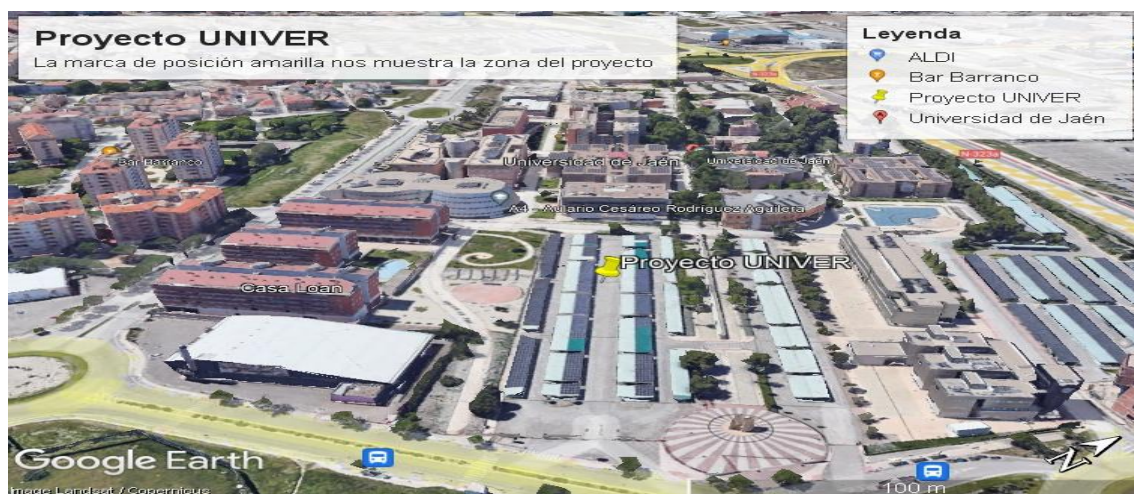 Proyecto UNIVER
La marca de posición amarilla nos muestra la zona del proyecto
Leyenda
ALDI
Bar Barranco
Proyecto UNIVER
Universidad de Jaén
N-323a
N-323a
Bar Barranco
Universidad de Jaén
Universidad de Jaén
A4 - Aulario Cesáreo Rodríguez Aguilera
Proyecto UNIVER
Casa Loan
Google Earth
Image Landsat / Copernicus
100 m
N